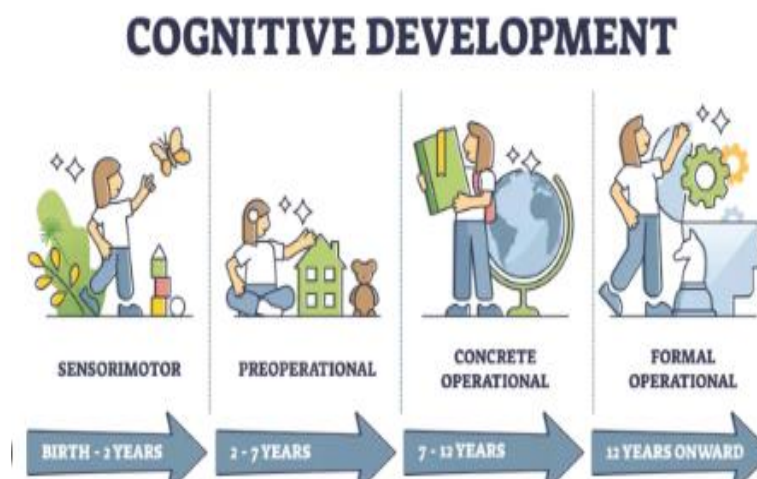 COGNITIVE DEVELOPMENT
SENSORIMOTOR
PREOPERATIONAL
CONCRETE
OPERATIONAL
FORMAL
OPERATIONAL
BIRTH - 2 YEARS
2 - 7 YEARS
7 - 12 YEARS
12 YEARS ONWARD